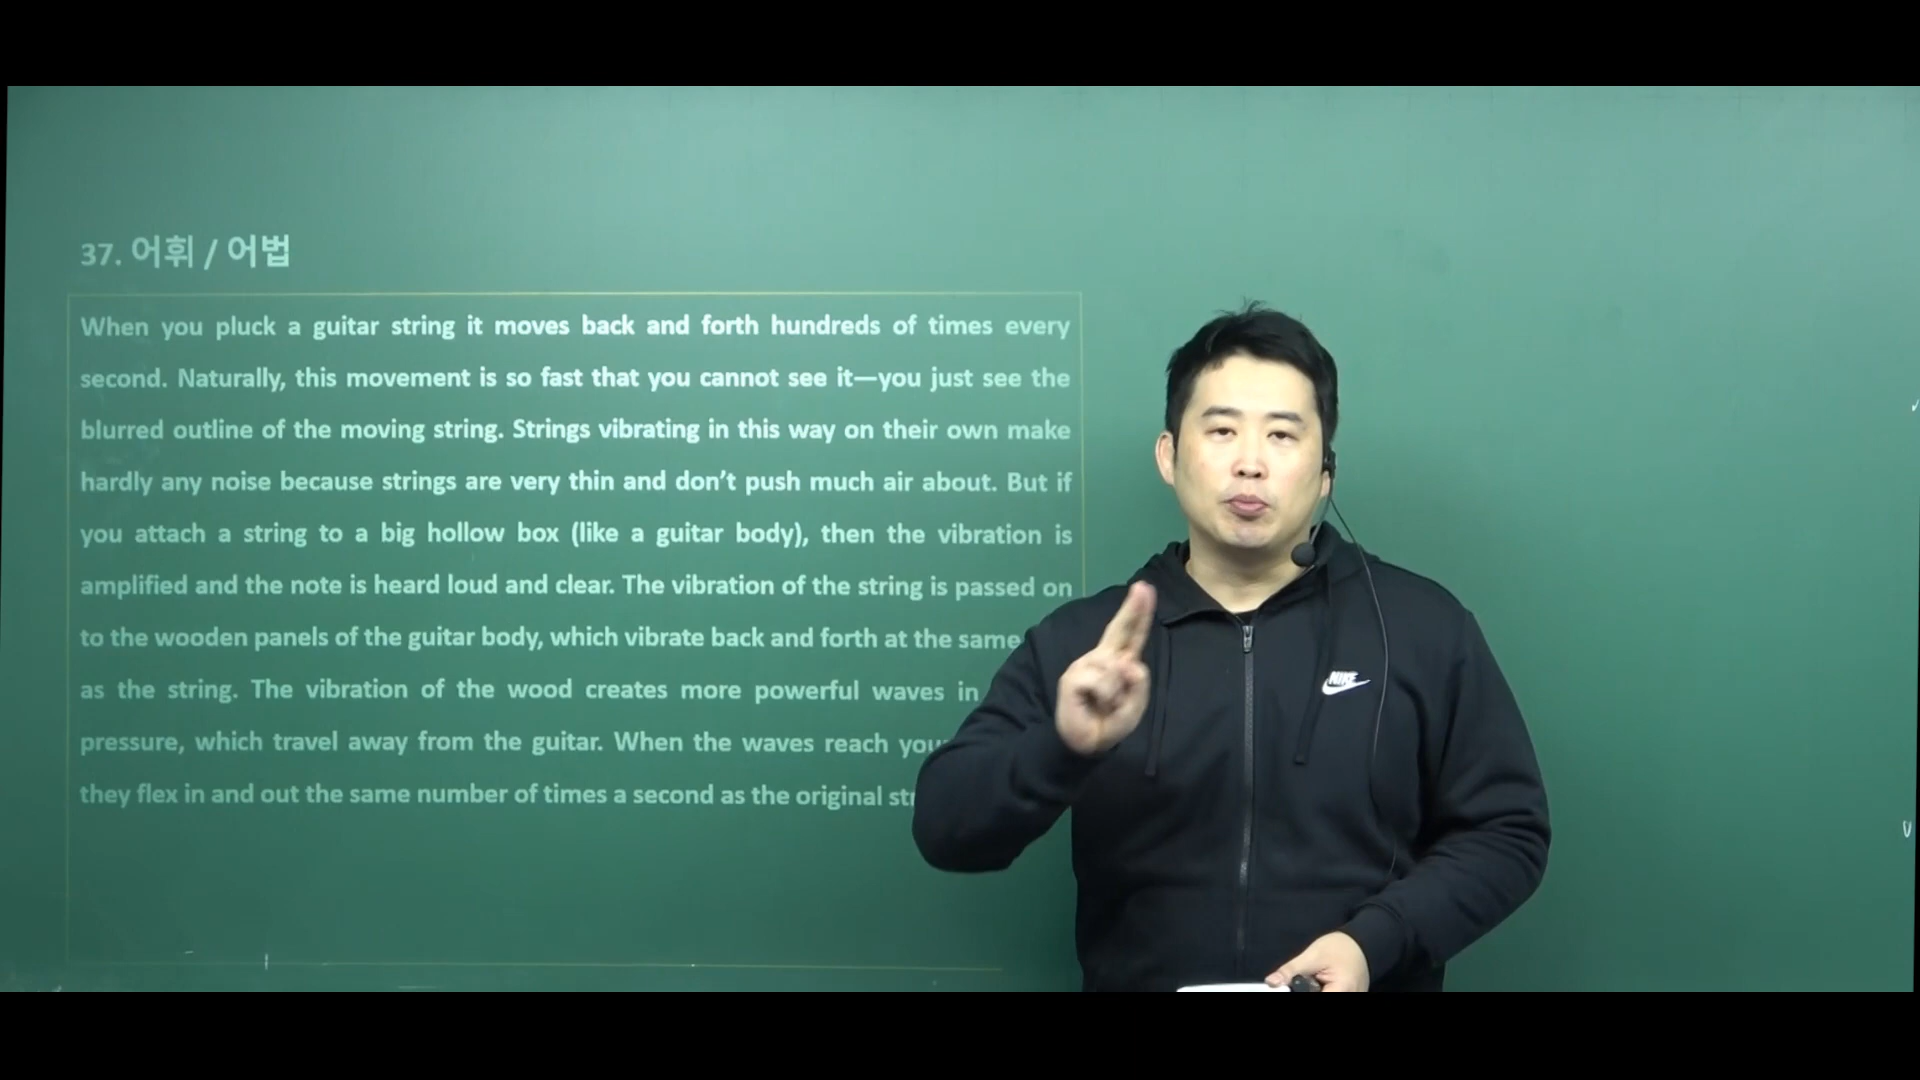 37. 어휘 / 어법
When you pluck a guitar string it moves back and forth hundreds of times every
second. Naturally, this movement is so fast that you cannot see it—you just see the
blurred outline of the moving string. Strings vibrating in this way on their own make
hardly any noise because strings are very thin and don’t push much air about. But if
you attach a string to a big hollow box (like a guitar body), then the vibration is
amplified and the note is heard loud and clear. The vibration of the string is passed on
to the wooden panels of the guitar body, which vibrate back and forth at the same
as the string. The vibration of the wood creates more powerful waves in
pressure, which travel away from the guitar. When the waves reach
they flex in and out the same number of times a second as the original
NIKE